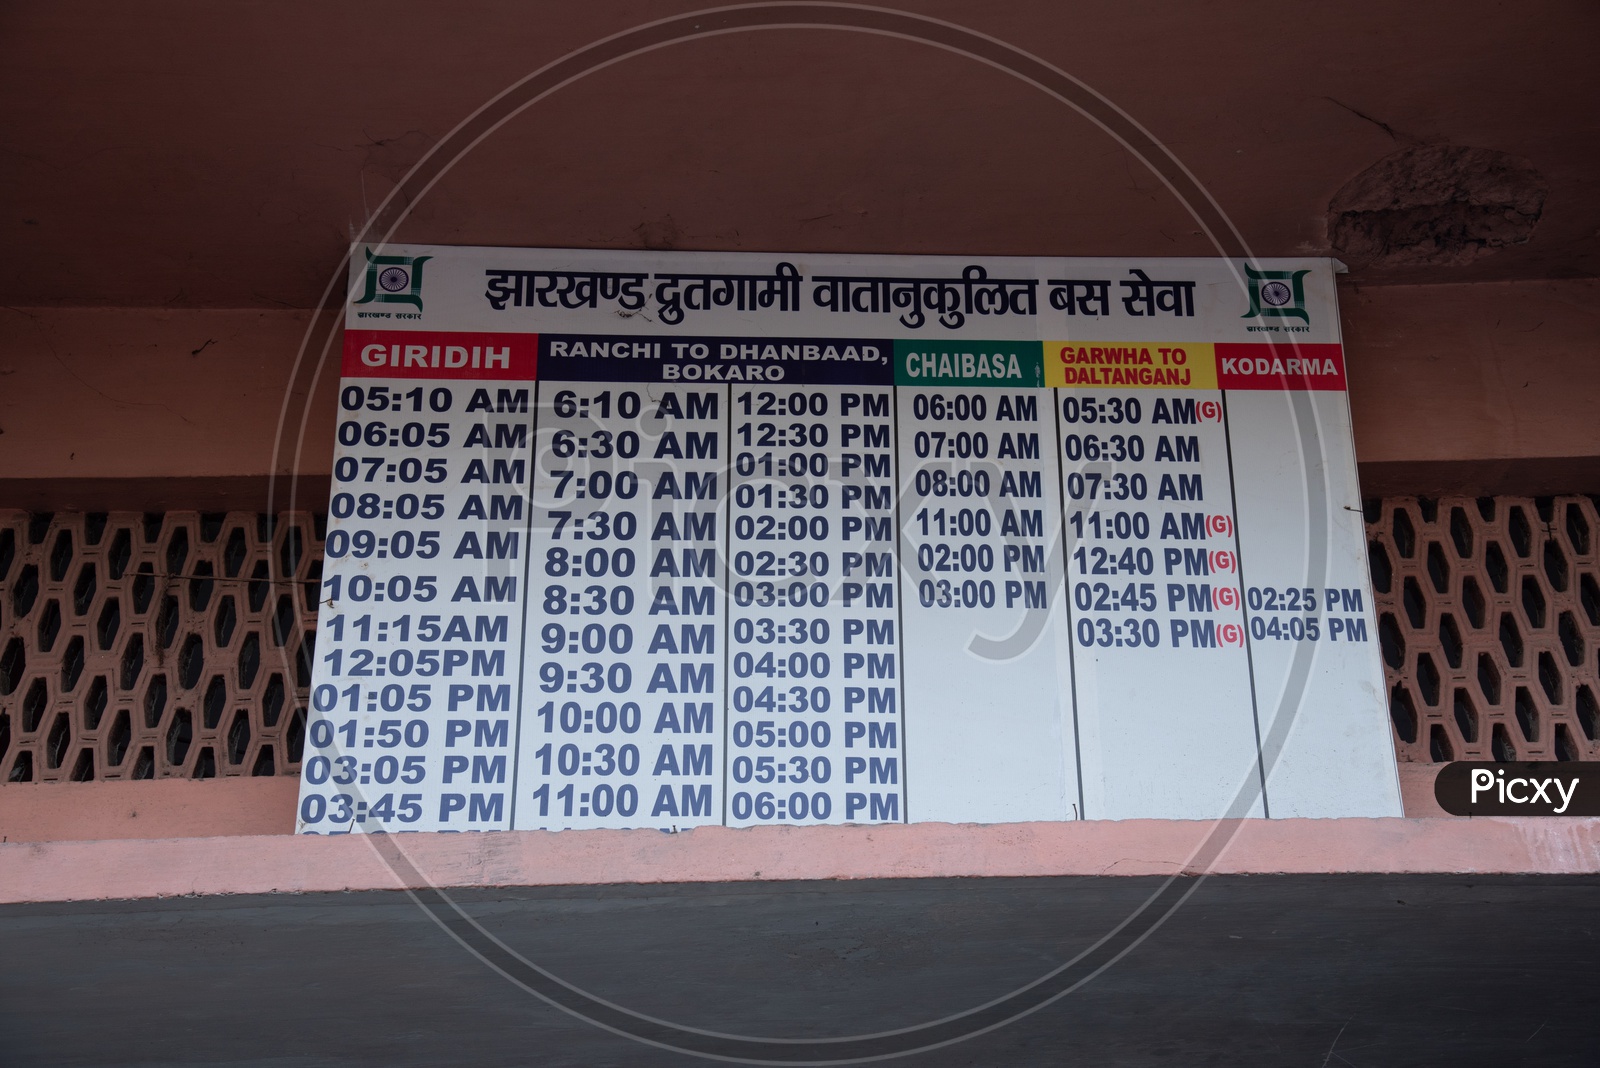 झारखण्ड सरकार
झारखण्ड द्रुतगामी वातानुकुलित बस सेवा
झारखण्ड सरकार
GIRIDIH
05:10 AM
06:05 AM
07:05 AM
08:05 AM
09:05 AM
10:05 AM
11:15AM
12:05PM
01:05 PM
01:50 PM
03:05 PM
03:45 PM
RANCHI TO DHANBAAD,
BOKARO
6:10 AM
6:30 AM
7:00 AM
7:30 AM
8:00 AM
8:30 AM
9:00 AM
9:30 AM
10:00 AM
10:30 AM
11:00 AM
12:00 PM
12:30 PM
01:00 PM
01:30 PM
02:00 PM
02:30 PM
03:00 PM
03:30 PM
04:00 PM
04:30 PM
05:00 PM
05:30 PM
06:00 PM
CHAIBASA
06:00 AM
07:00 AM
08:00 AM
11:00 AM
02:00 PM
03:00 PM
GARWHA TO
DALTANGANJ
05:30 AM(G)
06:30 AM
07:30 AM
11:00 AM(G)
12:40 PM(G)
02:45 PM(G)
03:30 PM(G)
KODARMA
02:25 PM
04:05 PM
Picxy
Picxy